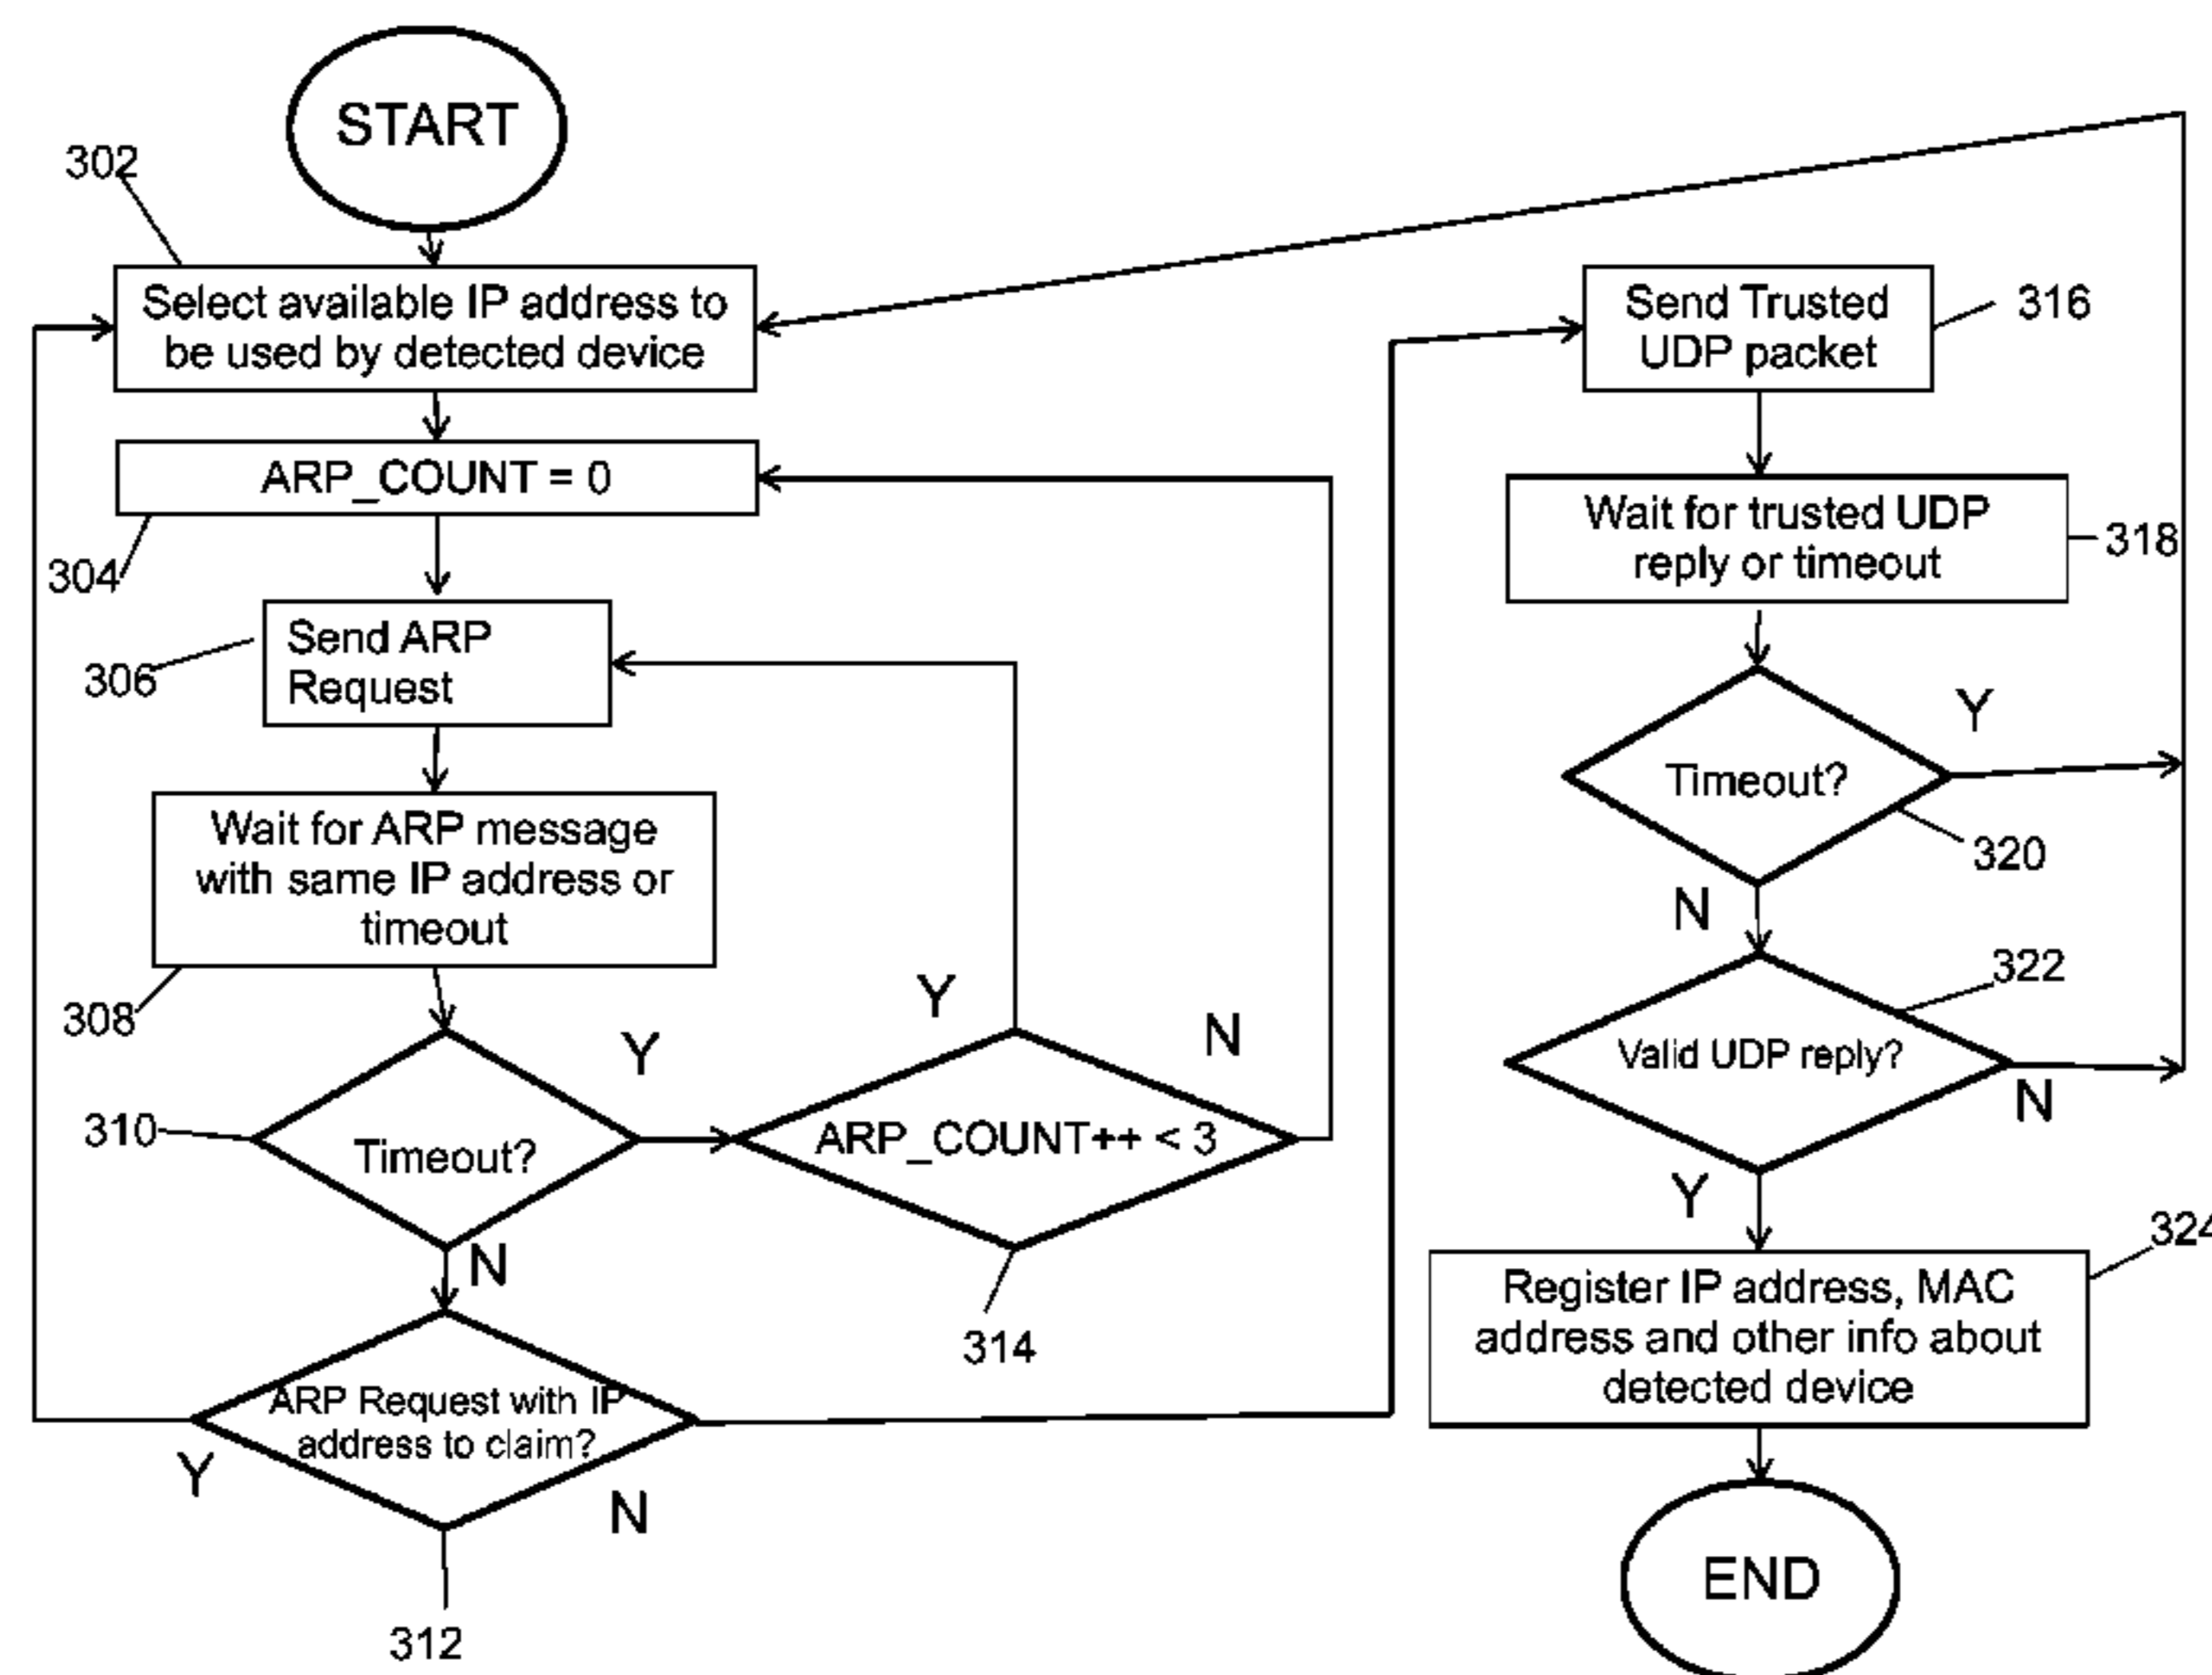 START
302
Select available IP address to
be used by detected device
ARP_COUNT = 0
304
Send ARP
Request
306
Wait for ARP message
with same IP address or
timeout
308
Y
Y
N
310
Timeout?
ARP_COUNT++ < 3
N
314
ARP Request with IP
address to claim?
Y
N
312
Send Trusted
UDP packet
316
Wait for trusted UDP
reply or timeout
318
Y
Timeout?
320
N
322
Valid UDP reply?
N
Y
324
Register IP address, MAC
address and other info about
detected device
END